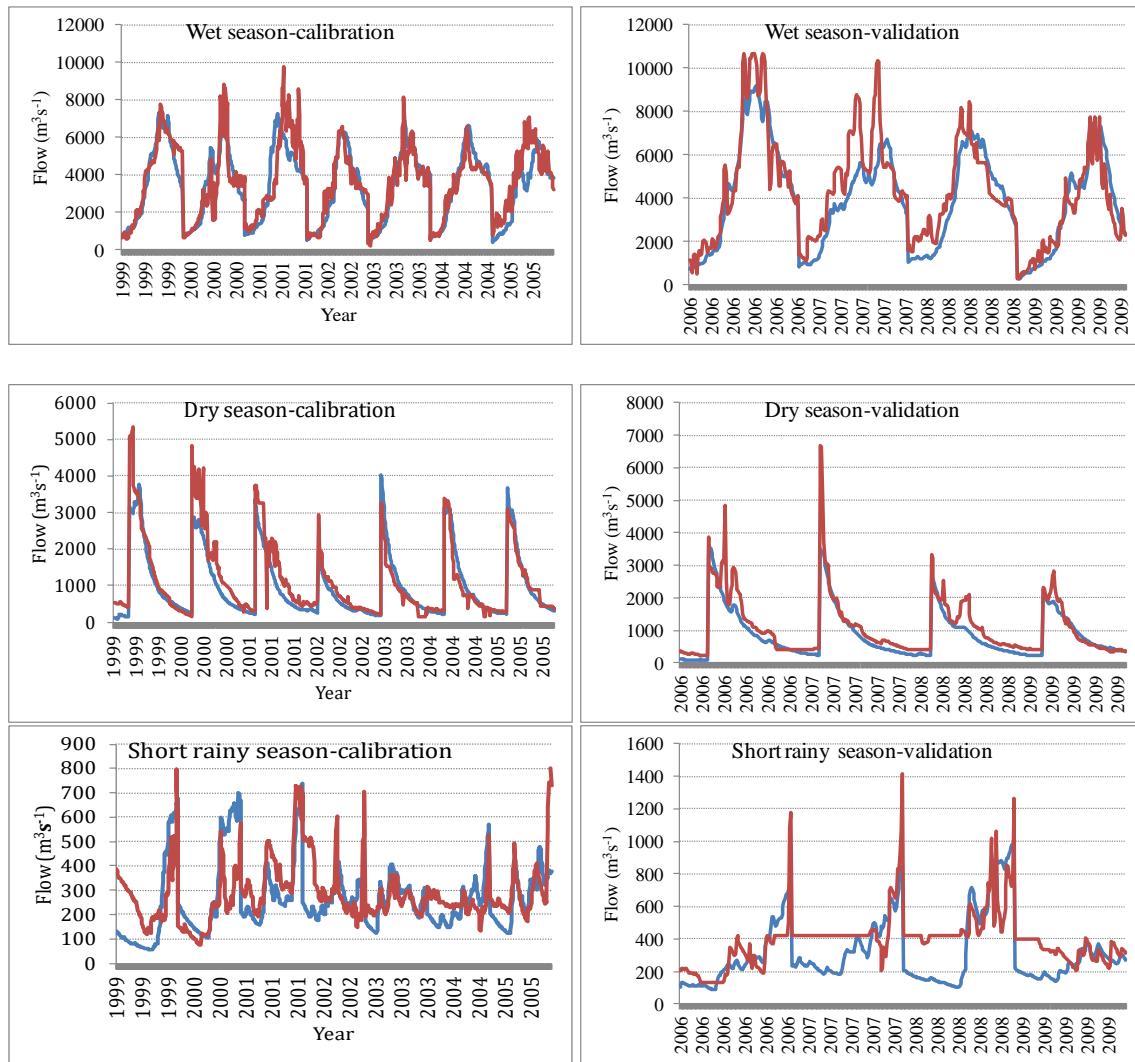 Wet season-calibration
Flow (m³s⁻¹)
12000
10000
8000
6000
4000
2000
0
1999 1999 2000 2000 2000 2001 2001 2001 2002 2002 2003 2003 2003 2004 2004 2004 2005 2005
Year
Wet season-validation
Flow (m³s⁻¹)
12000
10000
8000
6000
4000
2000
0
2006 2006 2006 2006 2006 2007 2007 2007 2007 2007 2008 2008 2008 2008 2008 2009 2009 2009 2009 2009
Dry season-calibration
Flow (m³s⁻¹)
6000
5000
4000
3000
2000
1000
0
1999 1999 1999 2000 2000 2000 2001 2001 2001 2002 2002 2002 2003 2003 2004 2004 2004 2005 2005 2005
Year
Dry season-validation
Flow (m³s⁻¹)
8000
7000
6000
5000
4000
3000
2000
1000
0
2006 2006 2006 2006 2006 2007 2007 2007 2007 2007 2008 2008 2008 2008 2008 2009 2009 2009 2009 2009
Short rainy season-calibration
Flow (m³s⁻¹)
900
800
700
600
500
400
300
200
100
0
1999 1999 1999 2000 2000 2001 2001 2001 2002 2002 2002 2003 2003 2003 2004 2004 2005 2005
Year
Short rainy season-validation
Flow (m³s⁻¹)
1600
1400
1200
1000
800
600
400
200
0
2006 2006 2006 2006 2006 2007 2007 2007 2007 2007 2008 2008 2008 2008 2008 2009 2009 2009 2009 2009